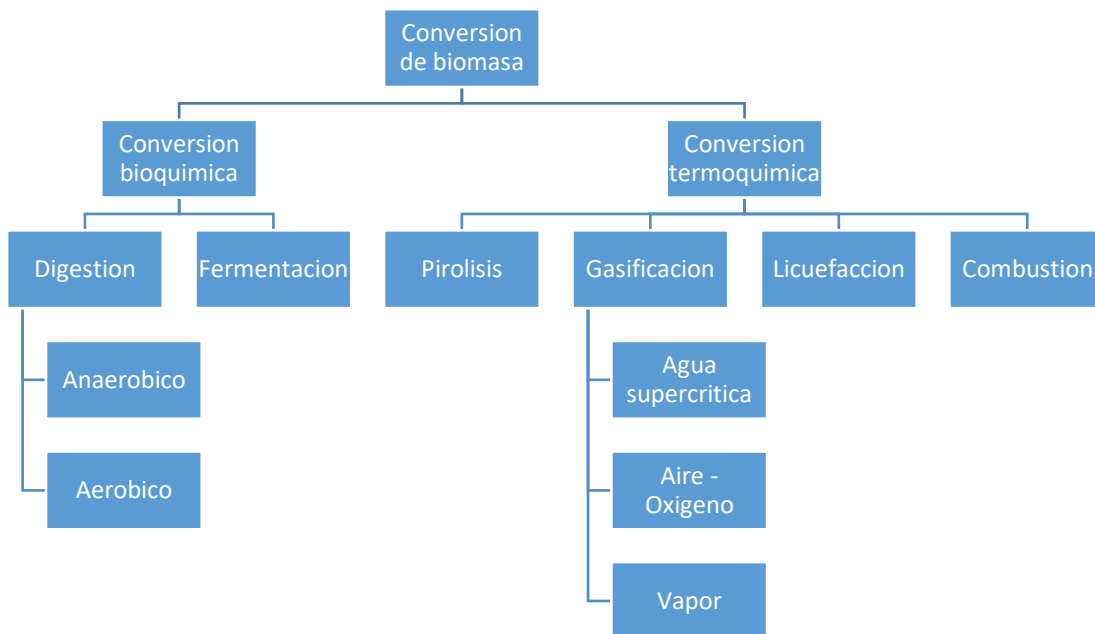 Conversion
de biomasa
Conversion
bioquimica
Conversion
termoquimica
Digestion
Fermentacion
Pirolisis
Gasificacion
Licuefaccion
Combustion
Anaerobico
Aerobico
Agua
supercritica
Aire -
Oxigeno
Vapor